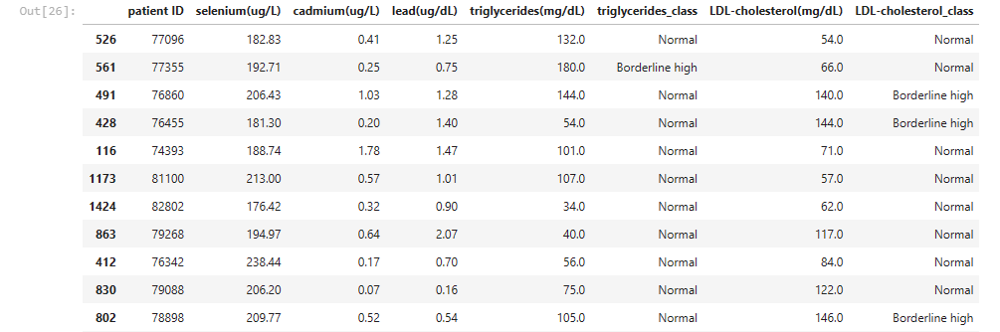 Out[26]:
patient ID selenium(ug/L) cadmium(ug/L) lead(ug/dL) triglycerides(mg/dL) triglycerides_class LDL-cholesterol(mg/dL) LDL-cholesterol_class
526 77096 182.83 0.41 1.25 132.0 Normal 54.0 Normal
561 77355 192.71 0.25 0.75 180.0 Borderline high 66.0 Normal
491 76860 206.43 1.03 1.28 144.0 Normal 140.0 Borderline high
428 76455 181.30 0.20 1.40 54.0 Normal 144.0 Borderline high
116 74393 188.74 1.78 1.47 101.0 Normal 71.0 Normal
1173 81100 213.00 0.57 1.01 107.0 Normal 57.0 Normal
1424 82802 176.42 0.32 0.90 34.0 Normal 62.0 Normal
863 79268 194.97 0.64 2.07 40.0 Normal 117.0 Normal
412 76342 238.44 0.17 0.70 56.0 Normal 84.0 Normal
830 79088 206.20 0.07 0.16 75.0 Normal 122.0 Normal
802 78898 209.77 0.52 0.54 105.0 Normal 146.0 Borderline high